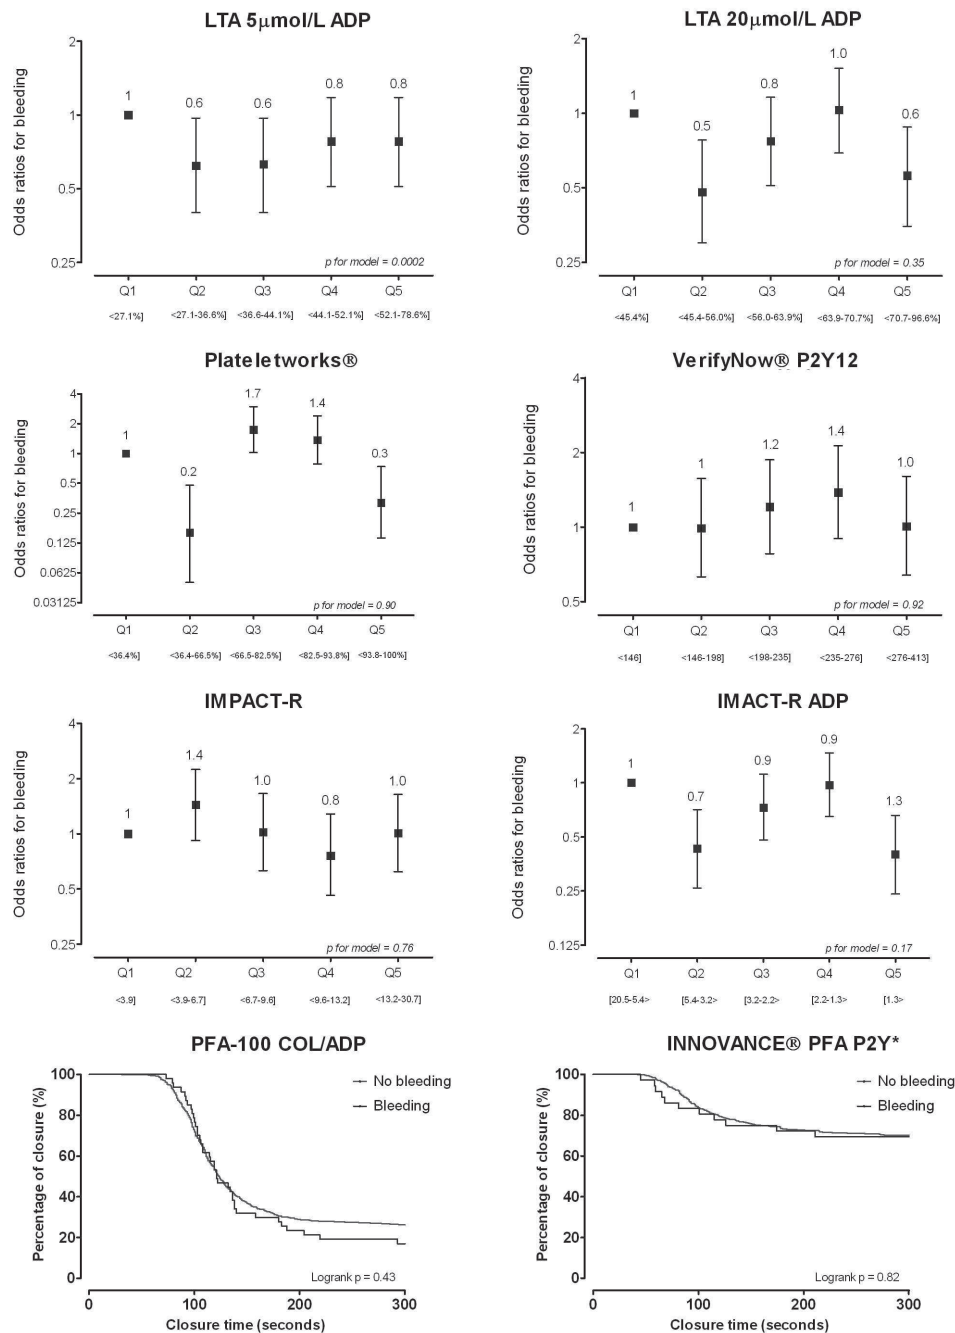 LTA 5µmol/L ADP
Odds ratios for bleeding
2
1
0.5
0.25
1
0.6
0.6
0.8
0.8
p for model = 0.0002
Q1 Q2 Q3 Q4 Q5
<27.1%] <27.1-36.6%] <36.6-44.1%] <44.1-52.1%] <52.1-78.6%]
LTA 20µmol/L ADP
Odds ratios for bleeding
2
1
0.5
0.25
1
0.5
0.8
1.0
0.6
p for model = 0.35
Q1 Q2 Q3 Q4 Q5
<45.4%] <45.4-56.0%] <56.0-63.9%] <63.9-70.7%] <70.7-96.6%]
Plateletworks®
Odds ratios for bleeding
4
2
1
0.5
0.25
0.125
0.0625
0.03125
1
0.2
1.7
1.4
0.3
p for model = 0.90
Q1 Q2 Q3 Q4 Q5
<36.4%] <36.4-66.5%] <66.5-82.5%] <82.5-93.8%] <93.8-100%]
VerifyNow® P2Y12
Odds ratios for bleeding
4
2
1
0.5
1
1
1.2
1.4
1.0
p for model = 0.92
Q1 Q2 Q3 Q4 Q5
<146] <146-198] <198-235] <235-276] <276-413]
IMPACT-R
Odds ratios for bleeding
4
2
1
0.5
0.25
1
1.4
1.0
0.8
1.0
p for model = 0.76
Q1 Q2 Q3 Q4 Q5
<3.9] <3.9-6.7] <6.7-9.6] <9.6-13.2] <13.2-30.7]
IMACT-R ADP
Odds ratios for bleeding
2
1
0.5
0.25
0.125
1
0.7
0.9
0.9
1.3
p for model = 0.17
Q1 Q2 Q3 Q4 Q5
[20.5-5.4> [5.4-3.2> [3.2-2.2> [2.2-1.3> [1.3>
PFA-100 COL/ADP
Percentage of closure (%)
100
80
60
40
20
0
No bleeding
Bleeding
Logrank p = 0.43
0 100 200 300
Closure time (seconds)
INNOVANCE® PFA P2Y*
Percentage of closure (%)
100
80
60
40
20
0
No bleeding
Bleeding
Logrank p = 0.82
0 100 200 300
Closure time (seconds)